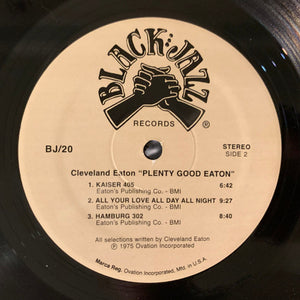 BLACK JAZZ
RECORDS ®
BJ/20
STEREO
SIDE 2
Cleveland Eaton "PLENTY GOOD EATON"
1. KAISER 405 6:42
Eaton's Publishing Co. - BMI
2. ALL YOUR LOVE ALL DAY ALL NIGHT 9:27
Eaton's Publishing Co. - BMI
3. HAMBURG 302 8:40
Eaton's Publishing Co. - BMI
All selections written by Cleveland Eaton
Ⓟ 1975 Ovation Incorporated
Marca Reg. Ovation Incorporated, Mfd. in U.S.A.